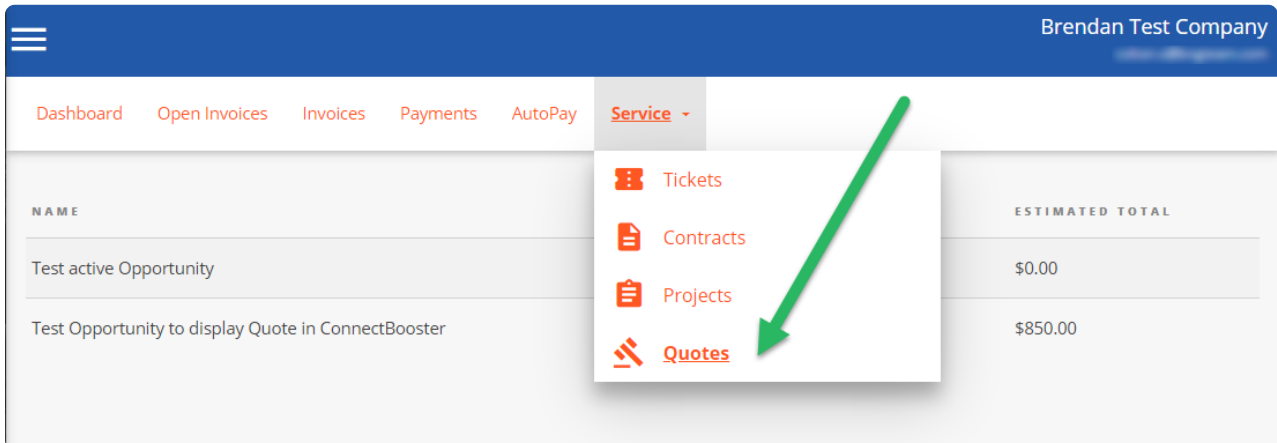 Brendan Test Company
Dashboard Open Invoices Invoices Payments AutoPay Service
Tickets
Contracts
Projects
Quotes
NAME ESTIMATED TOTAL
Test active Opportunity $0.00
Test Opportunity to display Quote in ConnectBooster $850.00